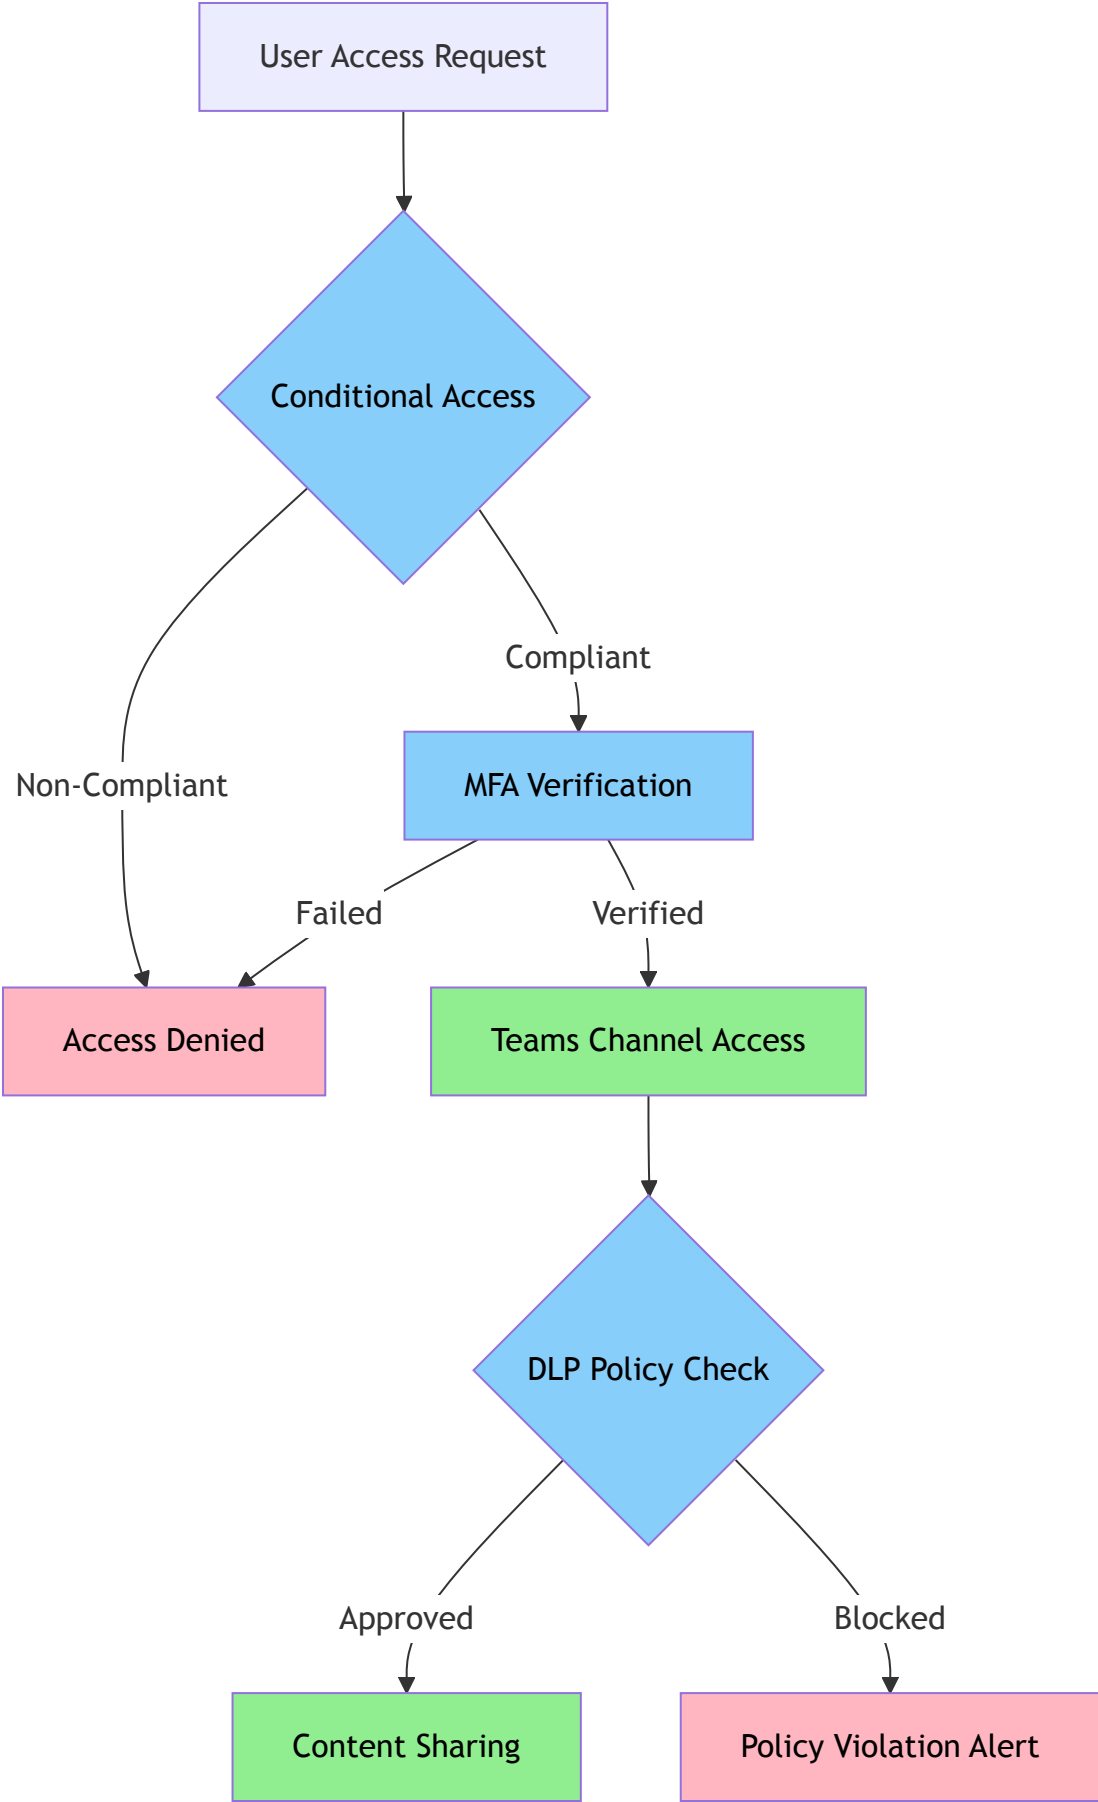 User Access Request
Conditional Access
Compliant
Non-Compliant
MFA Verification
Failed
Verified
Access Denied
Teams Channel Access
DLP Policy Check
Approved
Blocked
Content Sharing
Policy Violation Alert